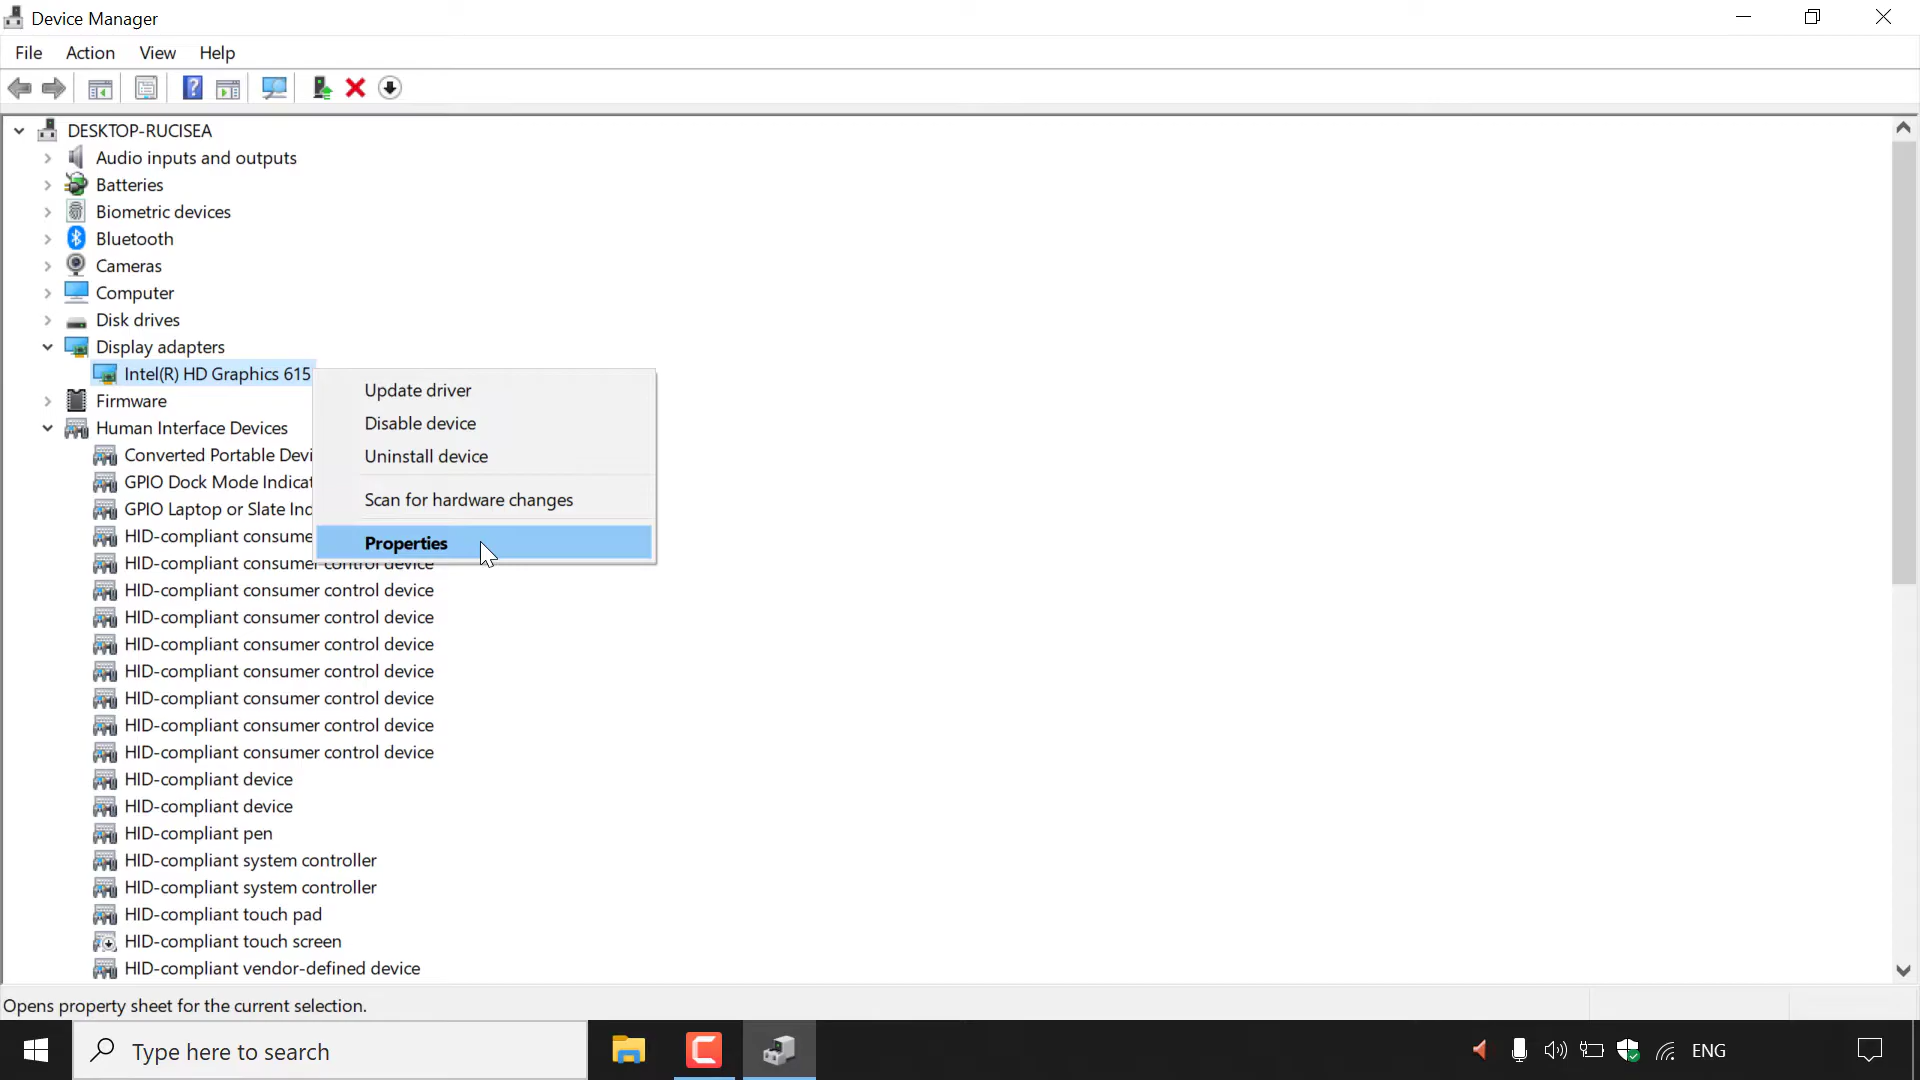 Device Manager
File Action View Help
DESKTOP-RUCISEA
Audio inputs and outputs
Batteries
Biometric devices
Bluetooth
Cameras
Computer
Disk drives
Display adapters
Intel(R) HD Graphics 615
Update driver
Firmware
Disable device
Human Interface Devices
Uninstall device
Converted Portable Devi
GPIO Dock Mode Indicat
Scan for hardware changes
GPIO Laptop or Slate Ind
HID-compliant consume
Properties
HID-compliant consumer control device
HID-compliant consumer control device
HID-compliant consumer control device
HID-compliant consumer control device
HID-compliant consumer control device
HID-compliant consumer control device
HID-compliant consumer control device
HID-compliant consumer control device
HID-compliant device
HID-compliant device
HID-compliant pen
HID-compliant system controller
HID-compliant system controller
HID-compliant touch pad
HID-compliant touch screen
HID-compliant vendor-defined device
Opens property sheet for the current selection.
Type here to search
ENG